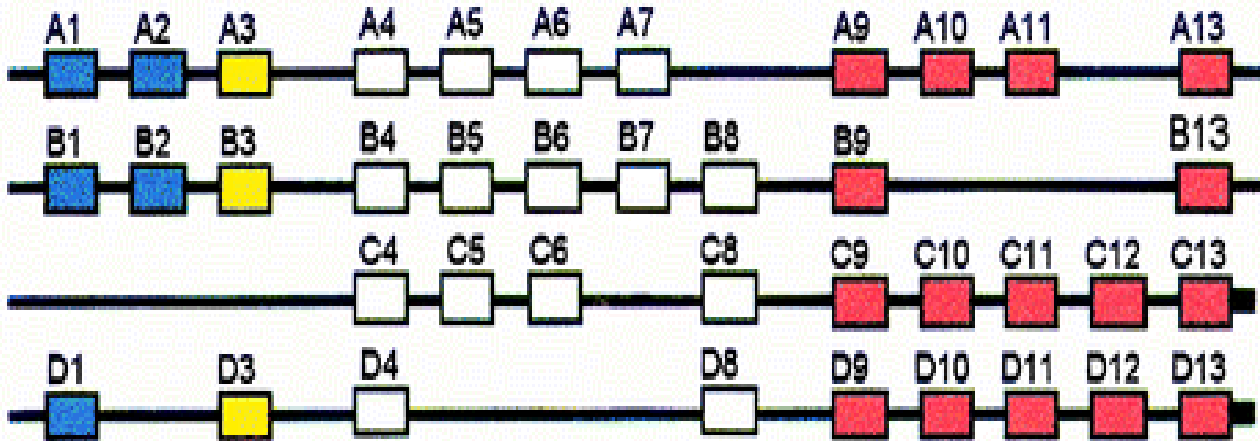 A1 A2 A3 A4 A5 A6 A7 A9 A10 A11 A13
B1 B2 B3 B4 B5 B6 B7 B8 B9 B13
C4 C5 C6 C8 C9 C10 C11 C12 C13
D1 D3 D4 D8 D9 D10 D11 D12 D13